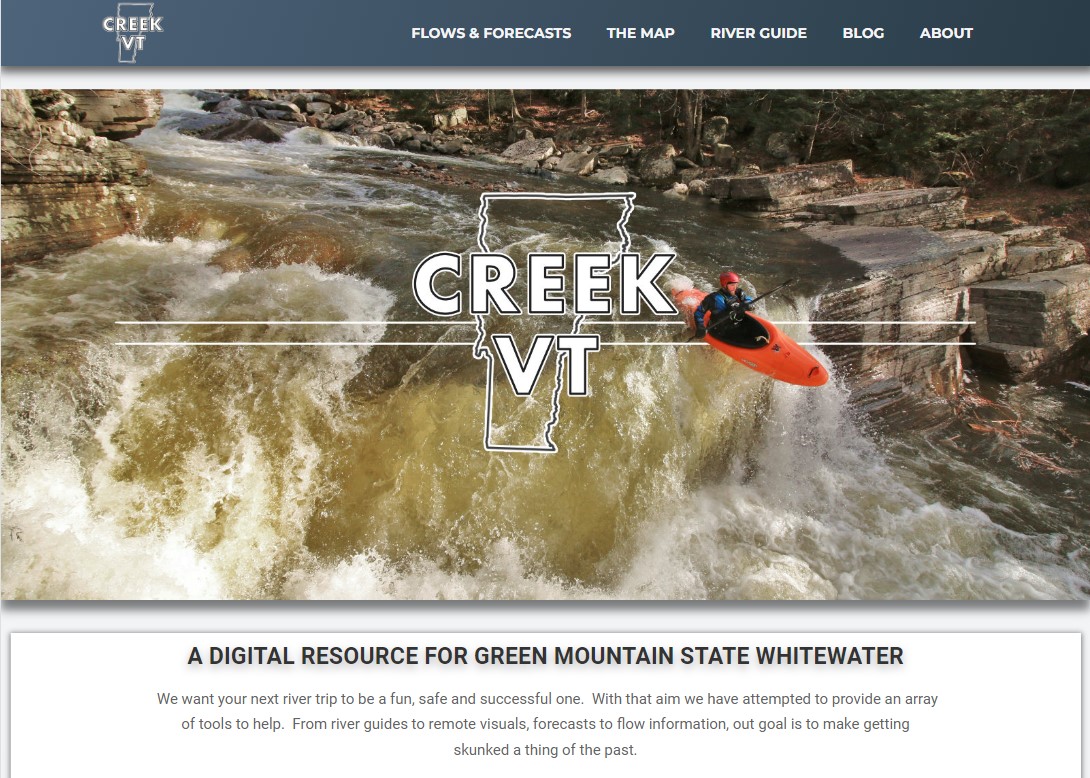 CREEK
VT
FLOWS & FORECASTS THE MAP RIVER GUIDE BLOG ABOUT
CREEK
VT
A DIGITAL RESOURCE FOR GREEN MOUNTAIN STATE WHITEWATER
We want your next river trip to be a fun, safe and successful one.  With that aim we have attempted to provide an array
of tools to help.  From river guides to remote visuals, forecasts to flow information, out goal is to make getting
skunked a thing of the past.